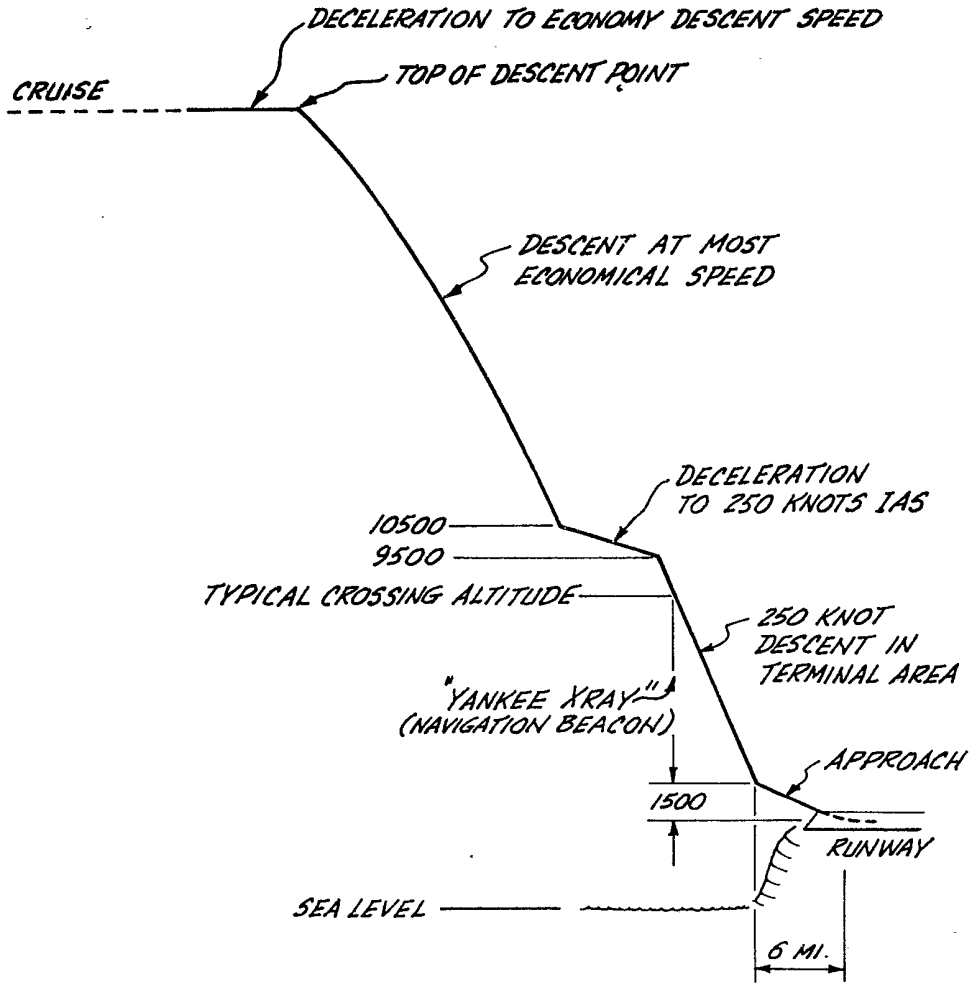 DECELERATION TO ECONOMY DESCENT SPEED
TOP OF DESCENT POINT
CRUISE
DESCENT AT MOST
ECONOMICAL SPEED
DECELERATION
TO 250 KNOTS IAS
10500
9500
TYPICAL CROSSING ALTITUDE
250 KNOT
DESCENT IN
TERMINAL AREA
"YANKEE XRAY"
(NAVIGATION BEACON)
APPROACH
1500
RUNWAY
SEA LEVEL
6 MI.